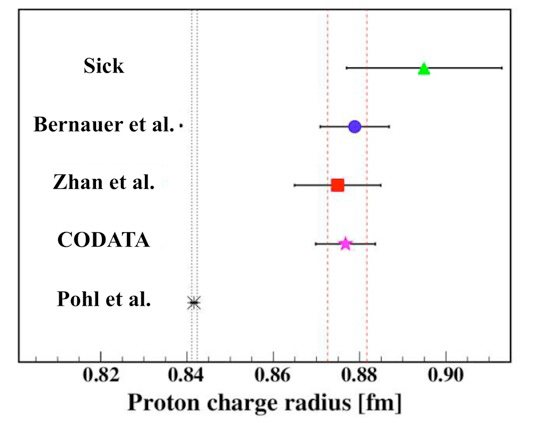 Sick
Bernauer et al.
Zhan et al.
CODATA
Pohl et al.
0.82 0.84 0.86 0.88 0.90
Proton charge radius [fm]